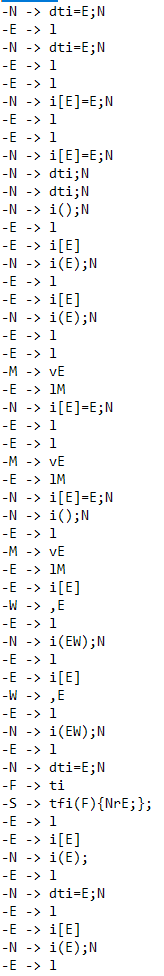 -N -> dti=E;N
-E -> l
-N -> dti=E;N
-E -> l
-E -> l
-N -> i[E]=E;N
-E -> l
-E -> l
-N -> i[E]=E;N
-N -> dti;N
-N -> dti;N
-N -> i();N
-E -> l
-E -> i[E]
-N -> i(E);N
-E -> l
-E -> i[E]
-N -> i(E);N
-E -> l
-E -> l
-M -> vE
-E -> lM
-N -> i[E]=E;N
-E -> l
-E -> l
-M -> vE
-E -> lM
-N -> i[E]=E;N
-N -> i();N
-E -> l
-M -> vE
-E -> lM
-E -> i[E]
-W -> ,E
-E -> l
-N -> i(EW);N
-E -> l
-E -> i[E]
-W -> ,E
-E -> l
-N -> i(EW);N
-E -> l
-N -> dti=E;N
-F -> ti
-S -> tfi(F){NrE;};
-E -> l
-E -> i[E]
-N -> i(E);
-E -> l
-N -> dti=E;N
-E -> l
-E -> i[E]
-N -> i(E);N
-E -> l